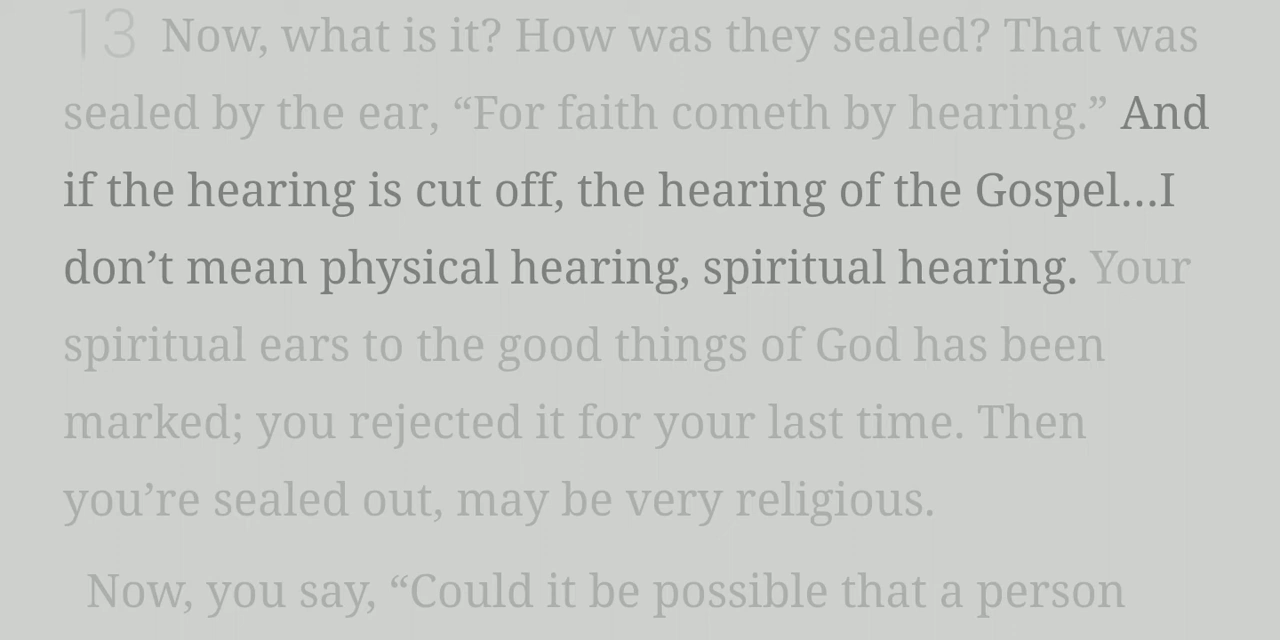 13 Now, what is it? How was they sealed? That was
sealed by the ear, “For faith cometh by hearing.” And
if the hearing is cut off, the hearing of the Gospel…I
don’t mean physical hearing, spiritual hearing. Your
spiritual ears to the good things of God has been
marked; you rejected it for your last time. Then
you’re sealed out, may be very religious.
Now, you say, “Could it be possible that a person